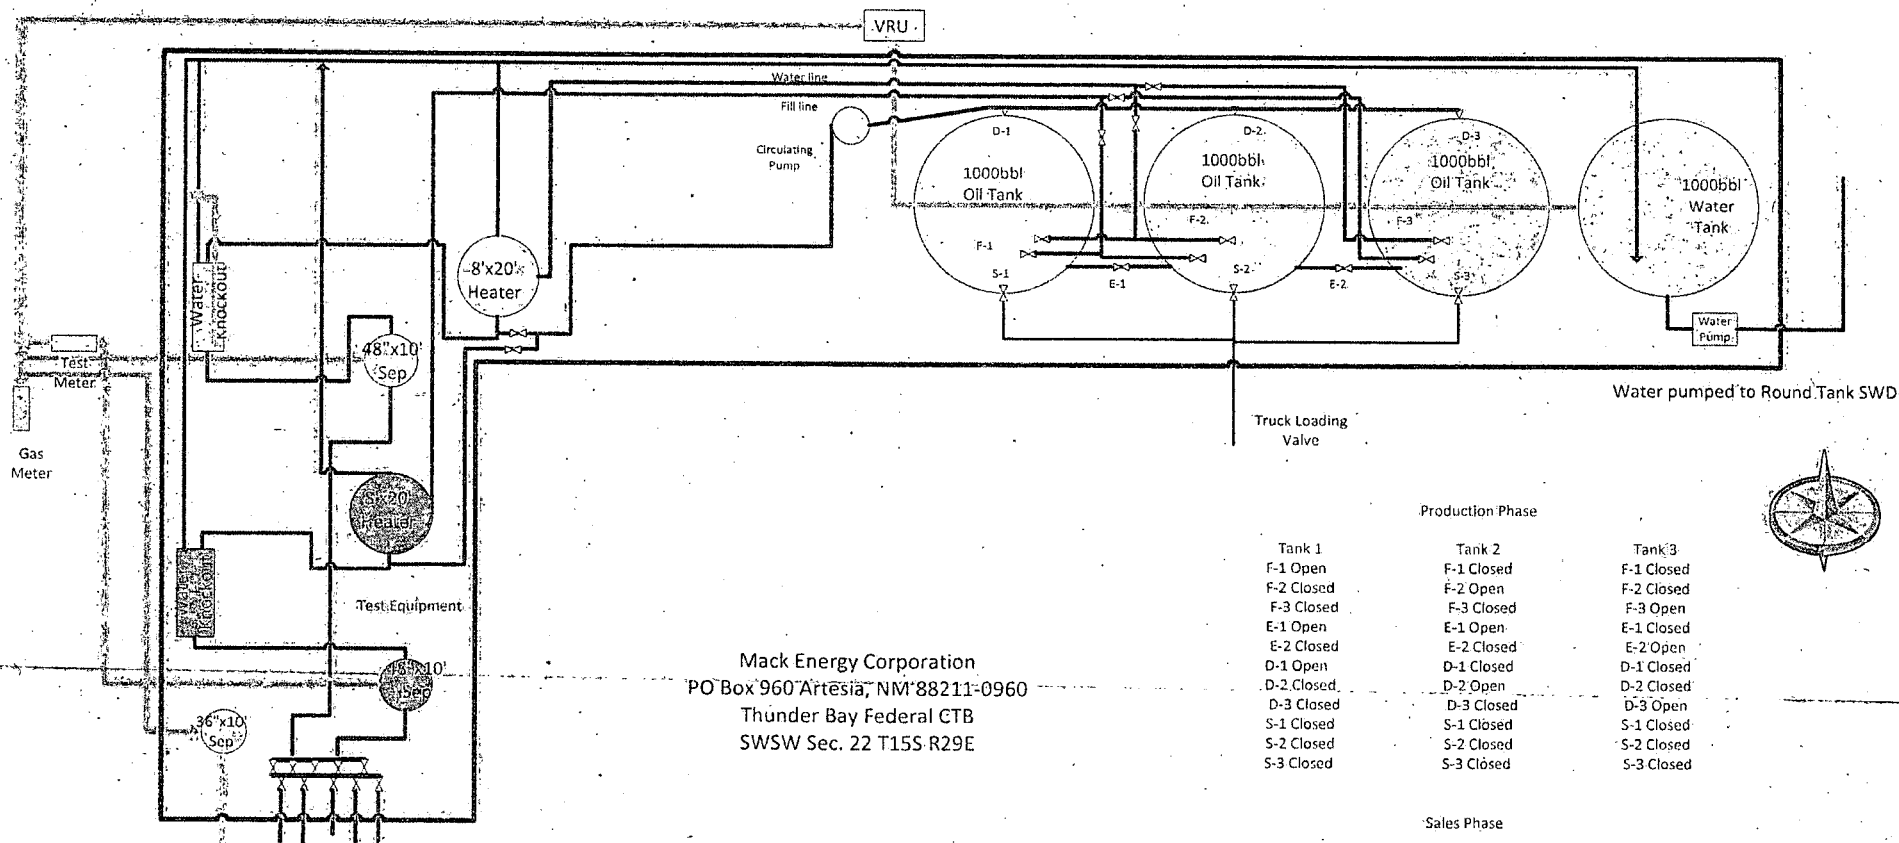 VRU
Water line
Fill line
Circulating
Pump
D-1
1000bbl
Oil Tank
F-1
S-1
E-1
D-2
1000bbl
Oil Tank
F-2
S-2
E-2
D-3
1000bbl
Oil Tank
F-3
S-3
1000bbl
Water
Tank
Water
Pump
Water pumped to Round Tank SWD
Truck Loading
Valve
8'x20'
Heater
Water
Knockout
48"x10'
Sep
Test
Meter
Gas
Meter
Heater
Water
Knockout
Test Equipment
Sep
36"x10'
Sep
Mack Energy Corporation
PO Box 960 Artesia, NM 88211-0960
Thunder Bay Federal CTB
SWSW Sec. 22 T15S R29E
Production Phase
Tank 1 Tank 2 Tank 3
F-1 Open F-1 Closed F-1 Closed
F-2 Closed F-2 Open F-2 Closed
F-3 Closed F-3 Closed F-3 Open
E-1 Open E-1 Open E-1 Closed
E-2 Closed E-2 Closed E-2 Open
D-1 Open D-1 Closed D-1 Closed
D-2 Closed D-2 Open D-2 Closed
D-3 Closed D-3 Closed D-3 Open
S-1 Closed S-1 Closed S-1 Closed
S-2 Closed S-2 Closed S-2 Closed
S-3 Closed S-3 Closed S-3 Closed
Sales Phase